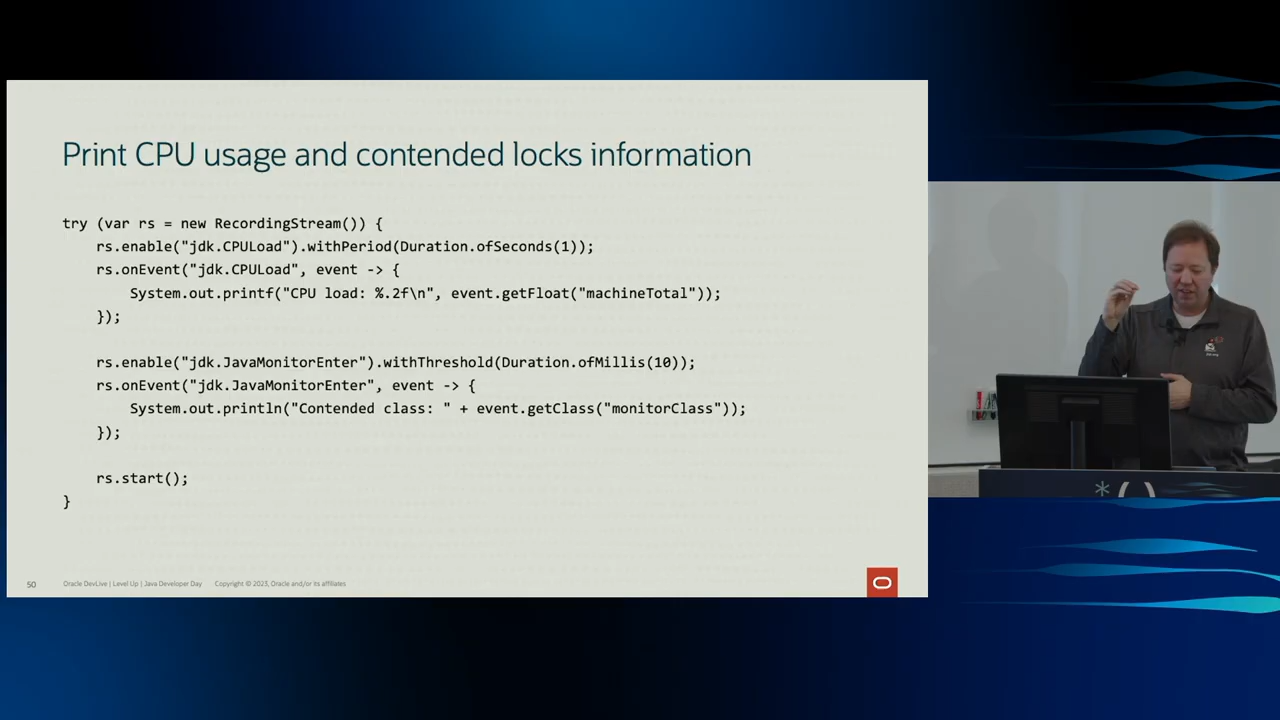 Print CPU usage and contended locks information
try (var rs = new RecordingStream()) {
    rs.enable("jdk.CPULoad").withPeriod(Duration.ofSeconds(1));
    rs.onEvent("jdk.CPULoad", event -> {
        System.out.printf("CPU load: %.2f\n", event.getFloat("machineTotal"));
    });
    rs.enable("jdk.JavaMonitorEnter").withThreshold(Duration.ofMillis(10));
    rs.onEvent("jdk.JavaMonitorEnter", event -> {
        System.out.println("Contended class: " + event.getClass("monitorClass"));
    });
    rs.start();
}
50 Oracle DevLive | Level Up | Java Developer Day Copyright © 2023, Oracle and/or its affiliates
*()